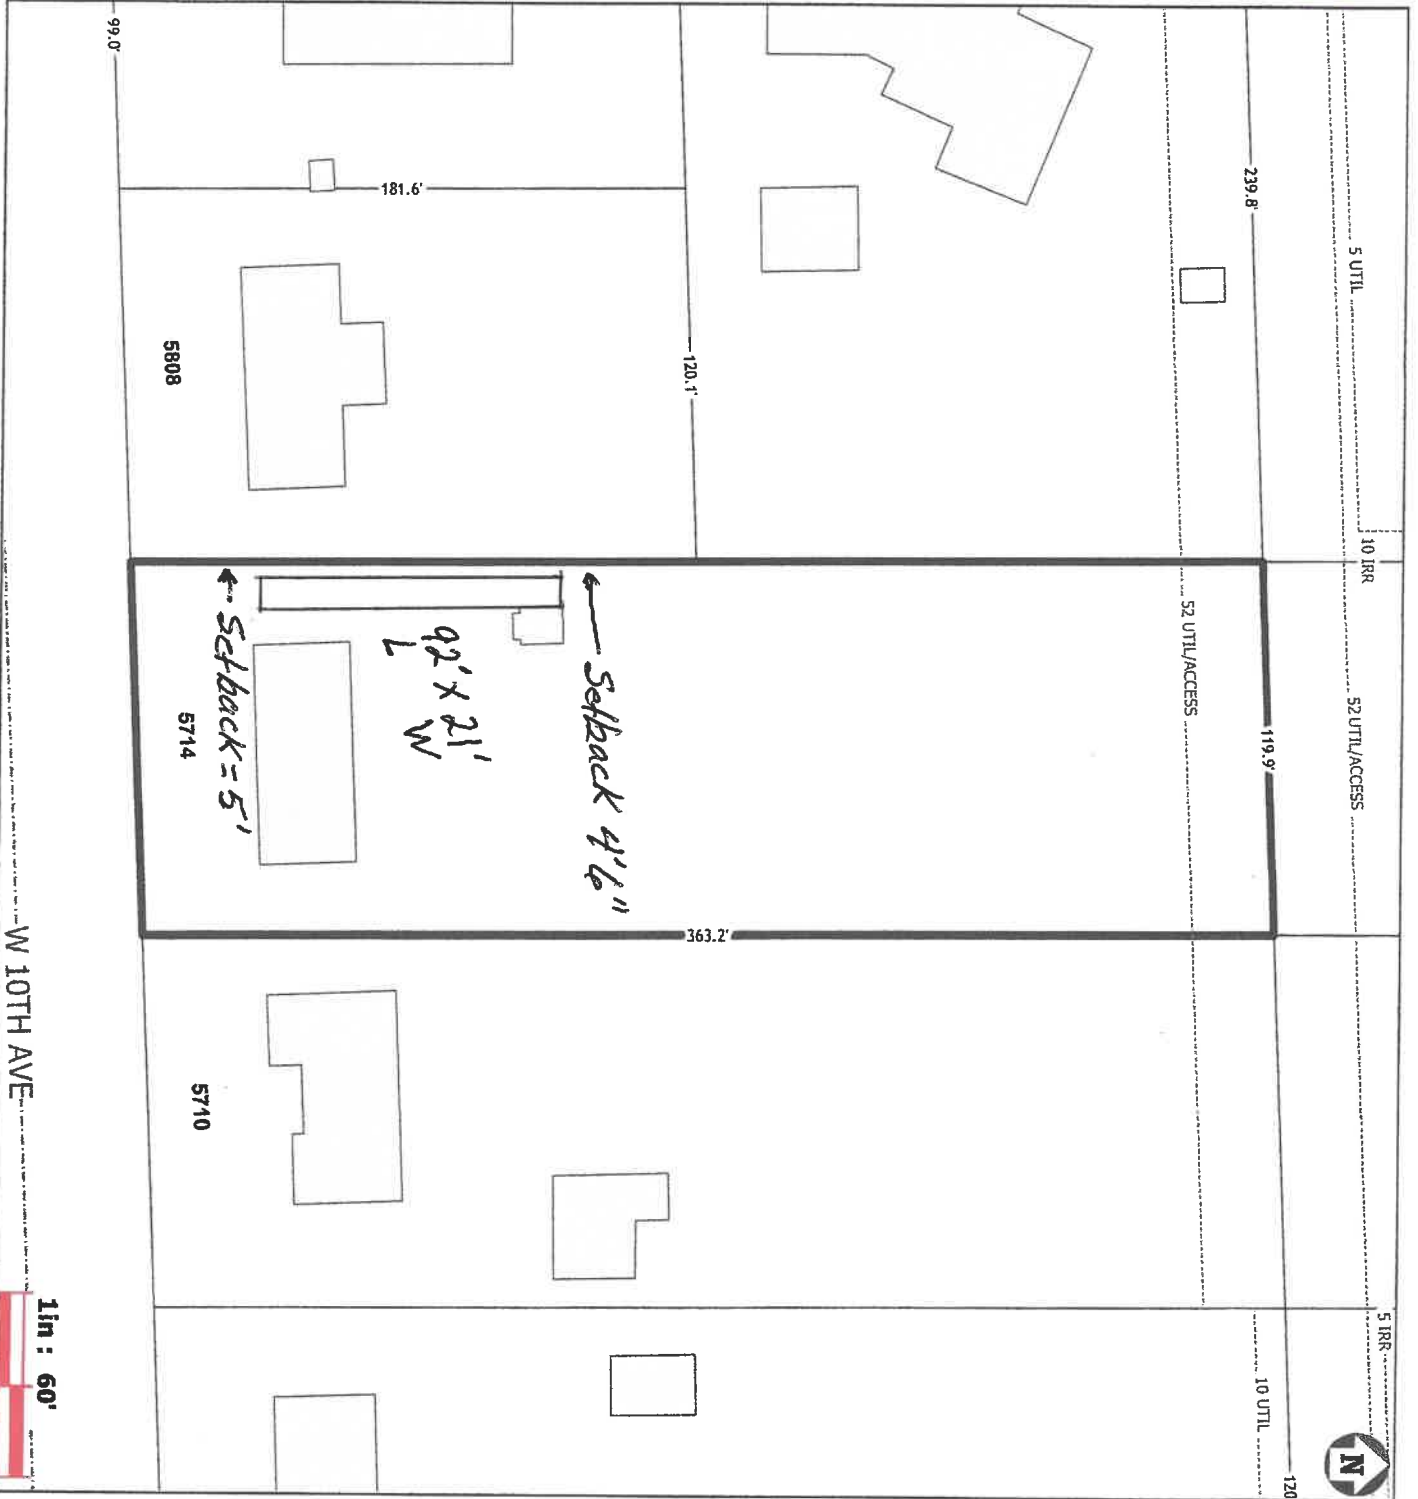 5 UTIL
10 IRR
52 UTIL/ACCESS
5 IRR
N
239.8'
119.9'
120
52 UTIL/ACCESS
10 UTIL
120.1'
363.2'
181.6'
Setback 4'6"
92' X 21'
L W
Setback = 5'
5808
5714
5710
99.0'
W 10TH AVE
1in : 60'